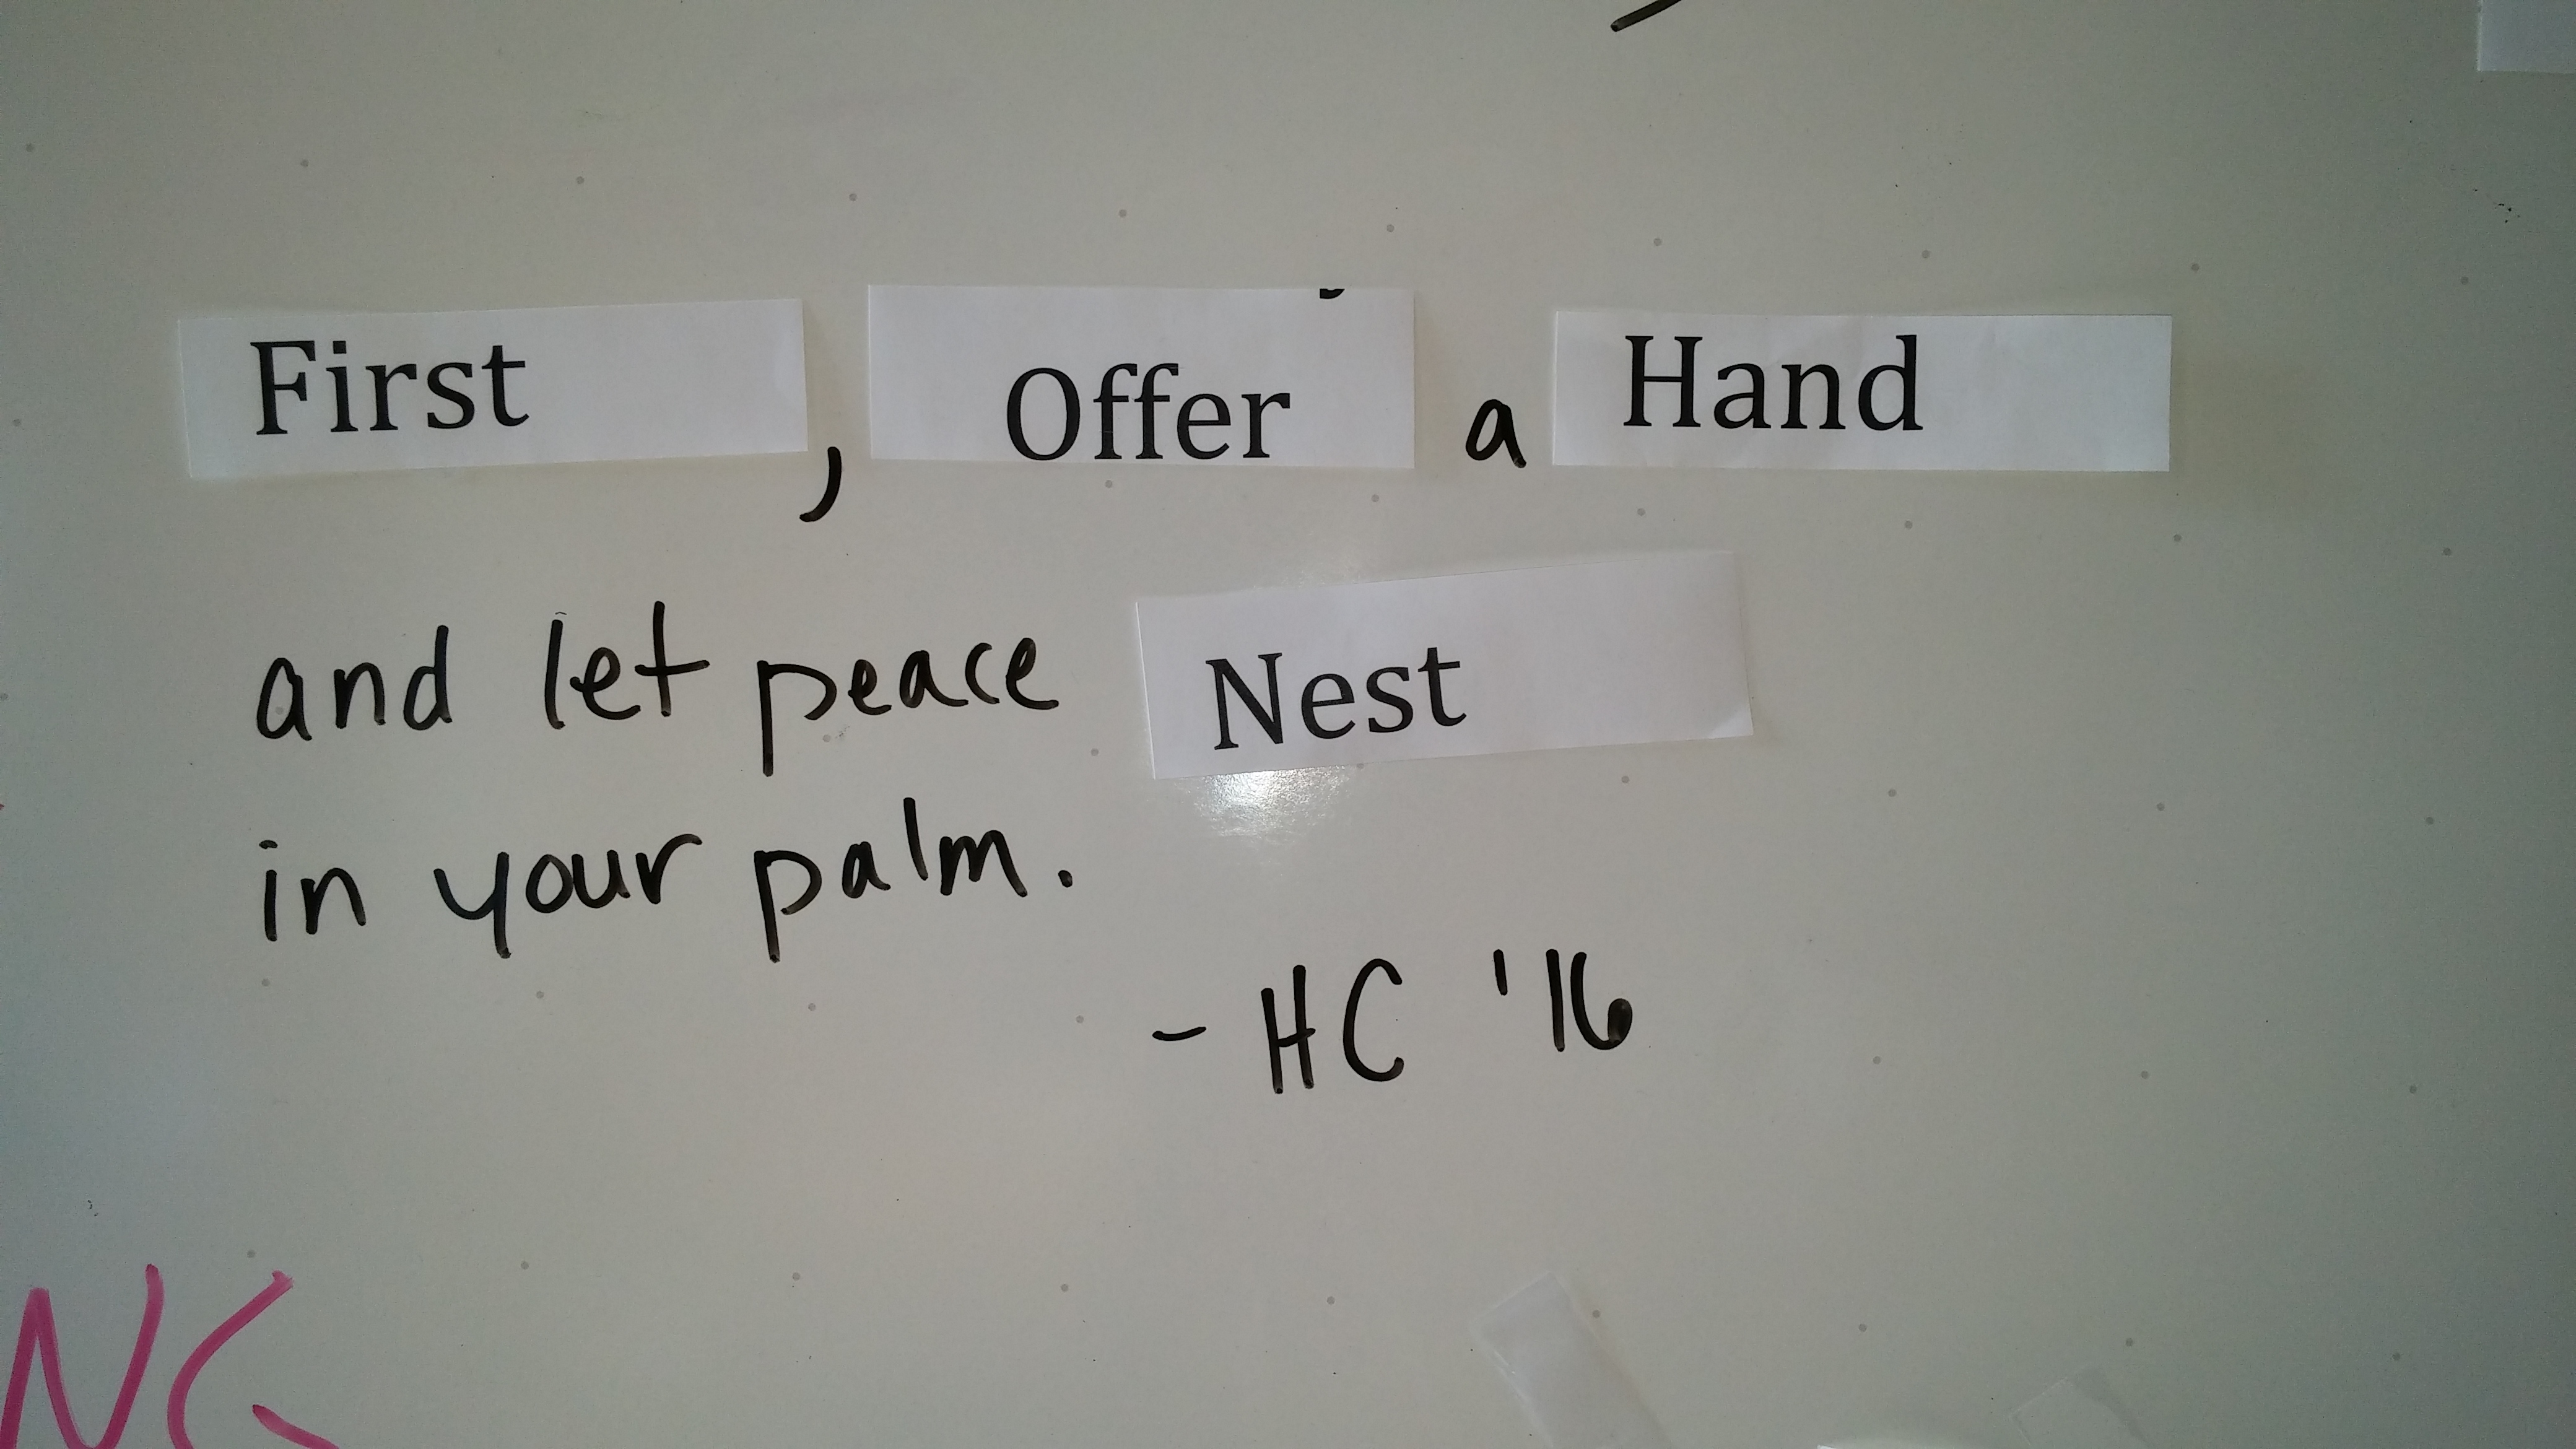 First, Offer a Hand
and let peace Nest
in your palm.
- HC '16